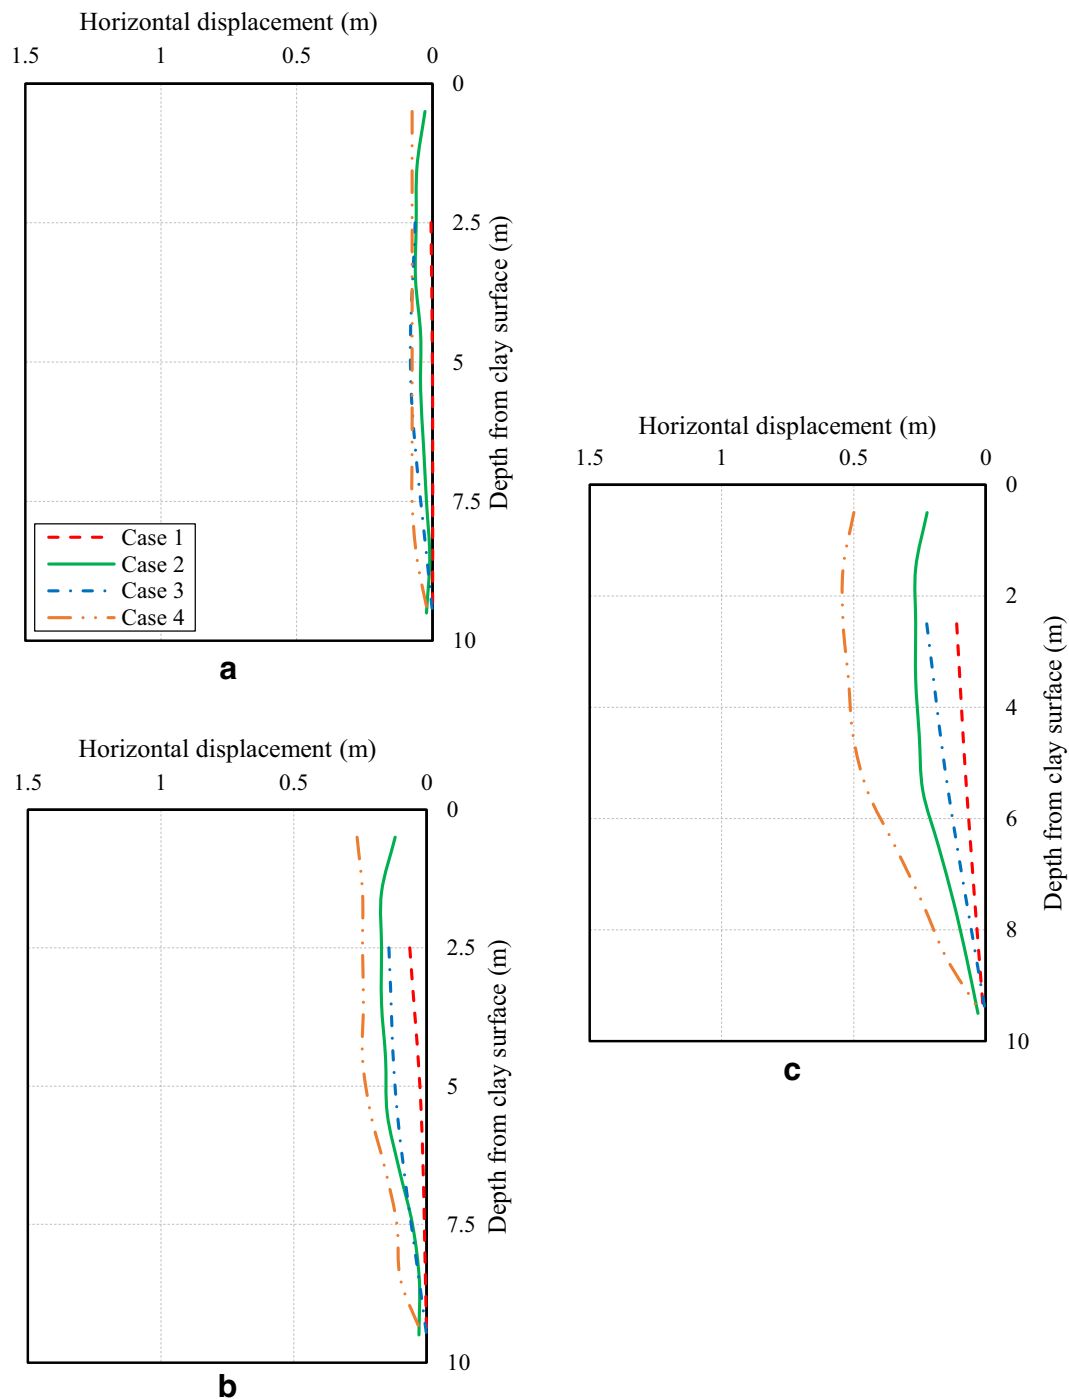 Horizontal displacement (m)
1.5 1 0.5 0
0
2.5
5
7.5
10
Depth from clay surface (m)
Case 1
Case 2
Case 3
Case 4
a
Horizontal displacement (m)
1.5 1 0.5 0
0
2.5
5
7.5
10
Depth from clay surface (m)
b
Horizontal displacement (m)
1.5 1 0.5 0
0
2
4
6
8
10
Depth from clay surface (m)
c